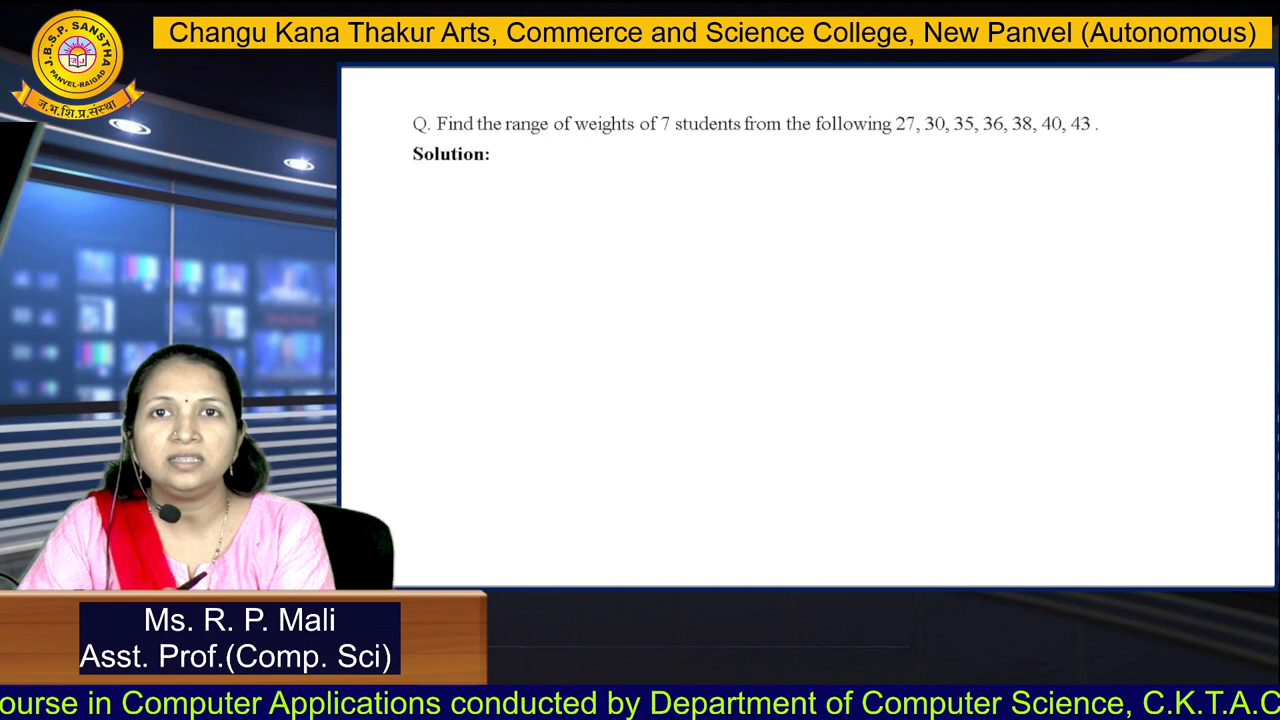 J.B.S.P. SANSTHA
PANVEL-RAIGAD
ज.भ.शि.प्र.संस्था
Changu Kana Thakur Arts, Commerce and Science College, New Panvel (Autonomous)
Q. Find the range of weights of 7 students from the following 27, 30, 35, 36, 38, 40, 43 .
Solution:
Ms. R. P. Mali
Asst. Prof.(Comp. Sci)
ourse in Computer Applications conducted by Department of Computer Science, C.K.T.A.C